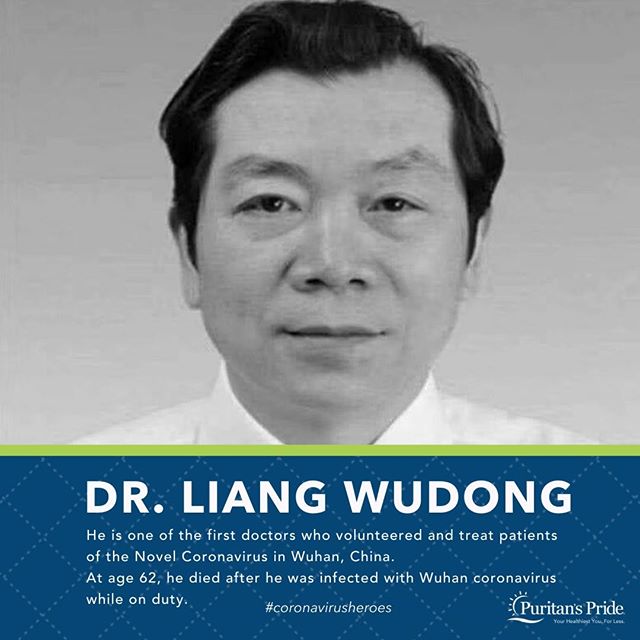 DR. LIANG WUDONG
He is one of the first doctors who volunteered and treat patients
of the Novel Coronavirus in Wuhan, China.
At age 62, he died after he was infected with Wuhan coronavirus
while on duty.
#coronavirusheroes
Puritan's Pride
Your Healthiest You, For Less.